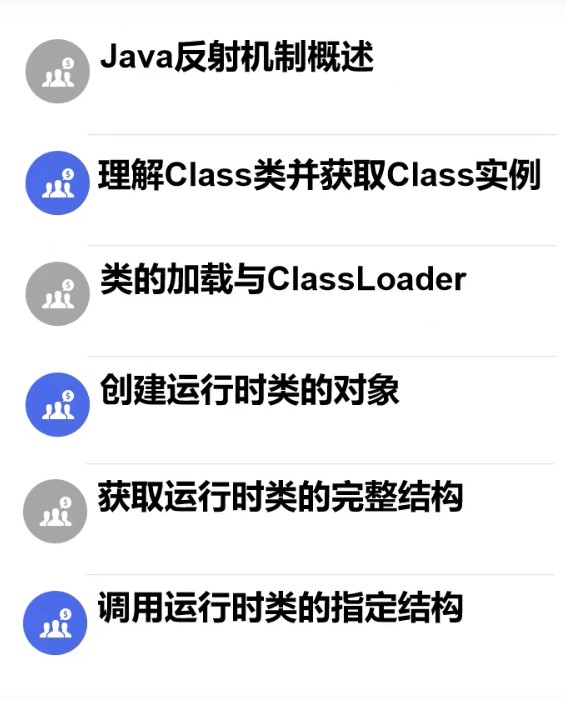 Java反射机制概述
理解Class类并获取Class实例
类的加载与ClassLoader
创建运行时类的对象
获取运行时类的完整结构
调用运行时类的指定结构